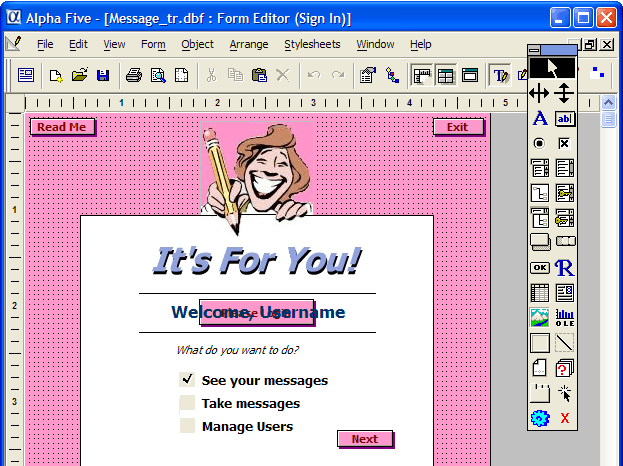 Alpha Five - [Message_tr.dbf : Form Editor (Sign In)]
File Edit View Form Object Arrange Stylesheets Window Help
1 2 3 4 5
Read Me
Exit
It's For You!
Welcome, Username
What do you want to do?
See your messages
Take messages
Manage Users
Next
1
2
3
A ab
OK R
OLE
X